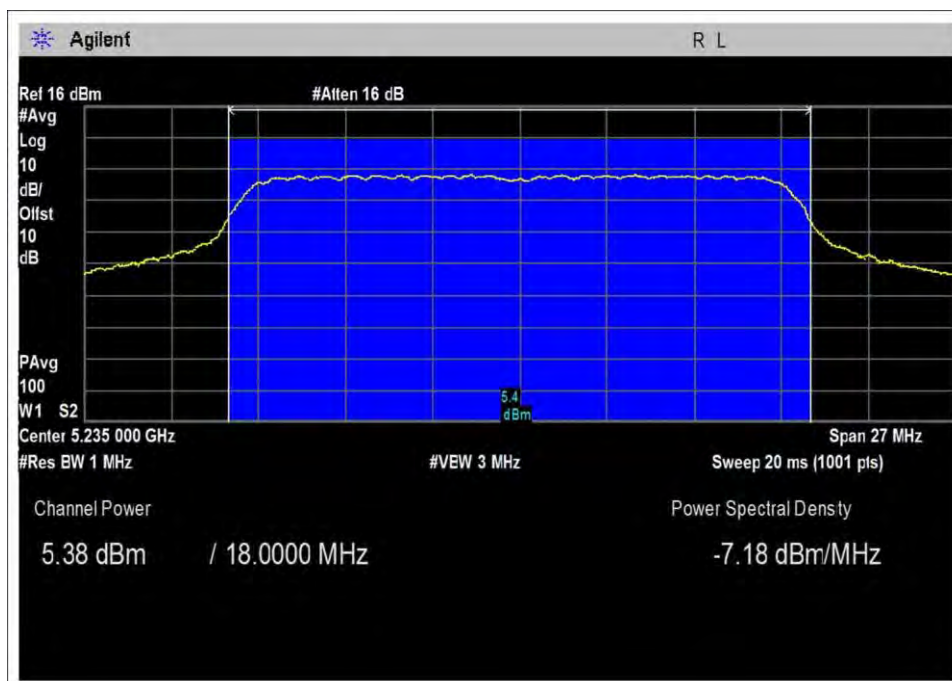 Agilent R L
Ref 16 dBm #Atten 16 dB
#Avg
Log
10
dB/
Offst
10
dB
PAvg
100
W1 S2
5.4
dBm
Center 5.235 000 GHz Span 27 MHz
#Res BW 1 MHz #VBW 3 MHz Sweep 20 ms (1001 pts)
Channel Power Power Spectral Density
5.38 dBm / 18.0000 MHz -7.18 dBm/MHz